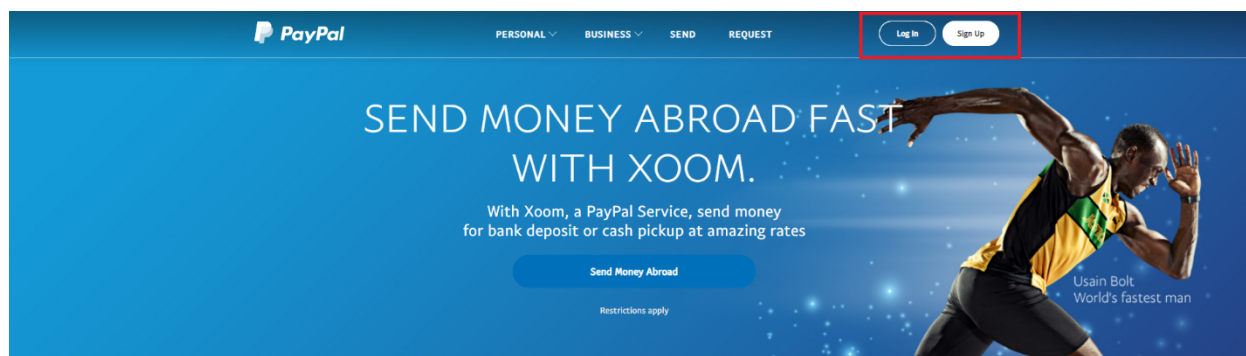 PayPal
PERSONAL BUSINESS SEND REQUEST
Log In Sign Up
SEND MONEY ABROAD FAST
WITH XOOM.
With Xoom, a PayPal Service, send money
for bank deposit or cash pickup at amazing rates
Send Money Abroad
Restrictions apply
Usain Bolt
World's fastest man